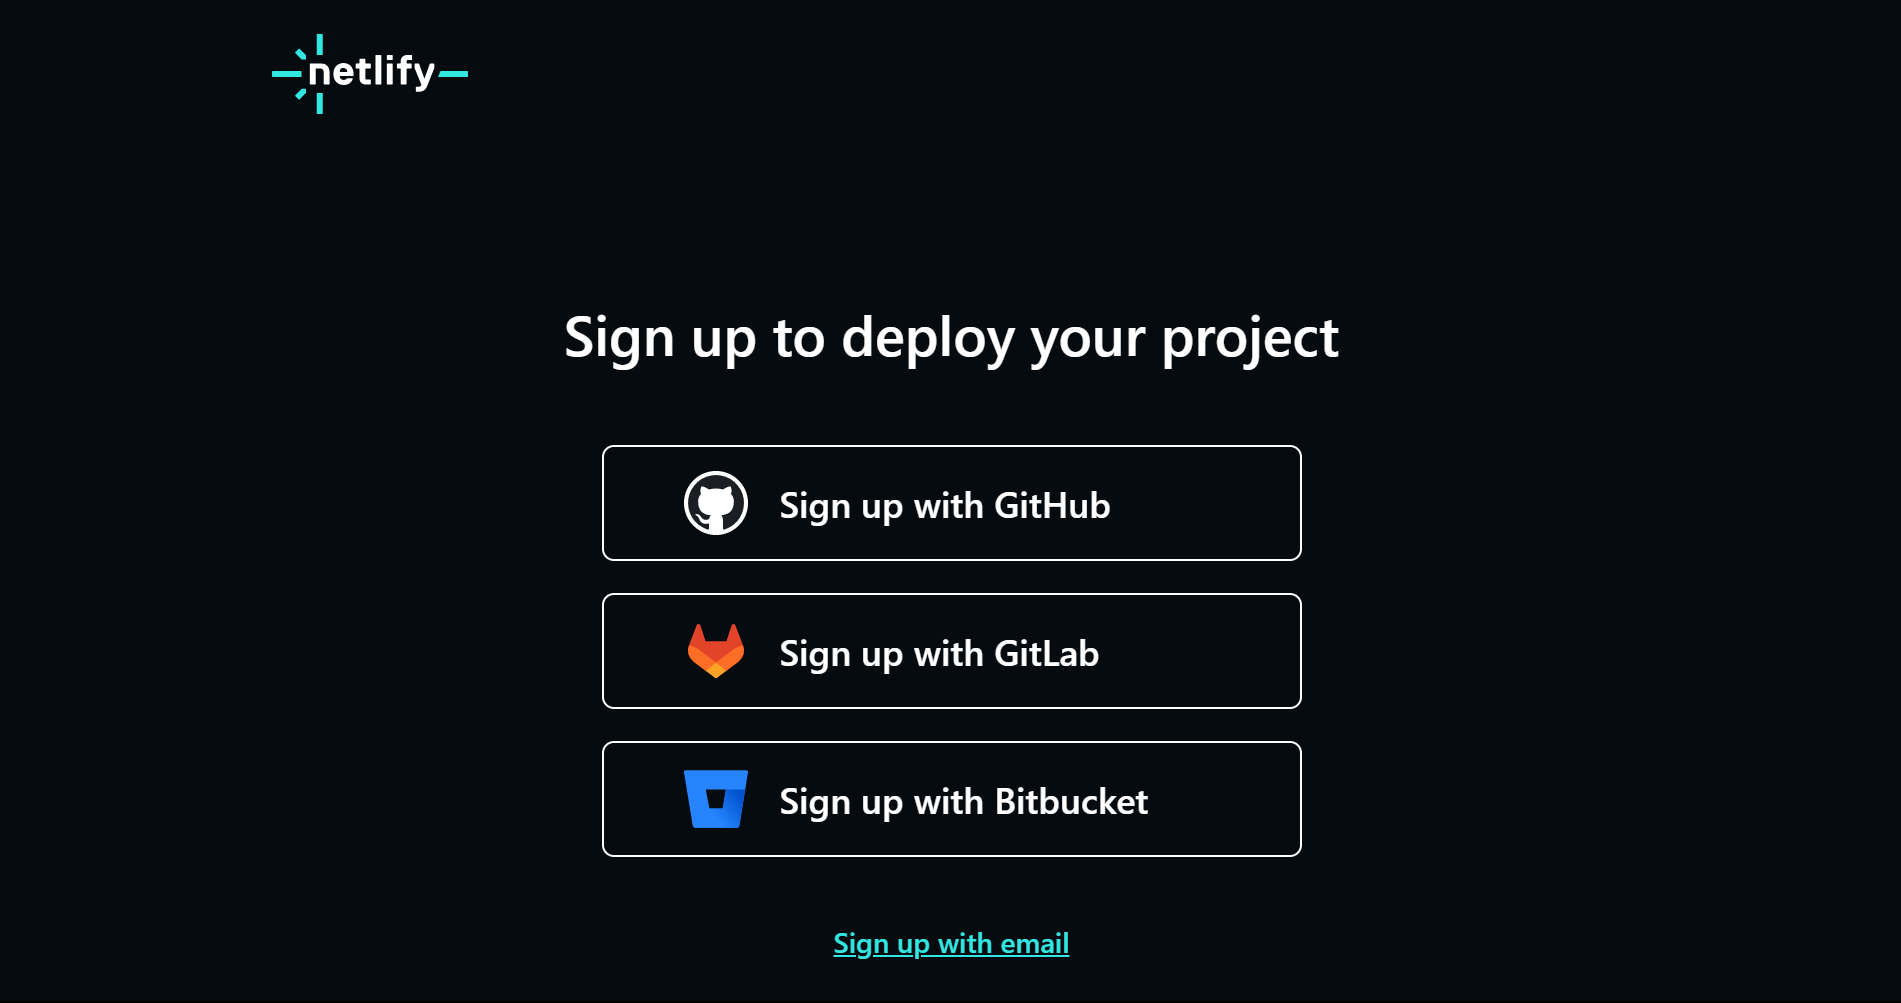 netlify
Sign up to deploy your project
Sign up with GitHub
Sign up with GitLab
Sign up with Bitbucket
Sign up with email